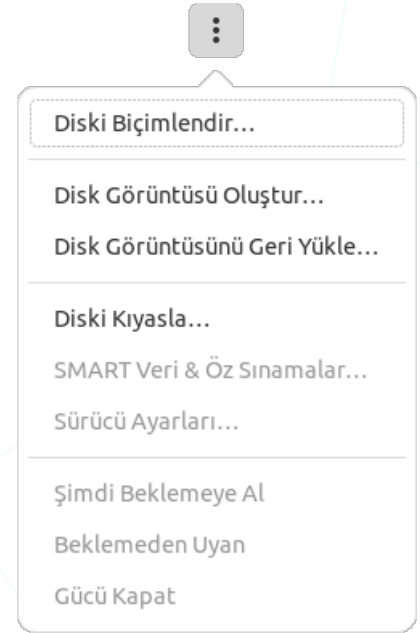 Diski Biçimlendir…
Disk Görüntüsü Oluştur…
Disk Görüntüsünü Geri Yükle…
Diski Kıyasla…
SMART Veri & Öz Sınamalar…
Sürücü Ayarları…
Şimdi Beklemeye Al
Beklemeden Uyan
Gücü Kapat